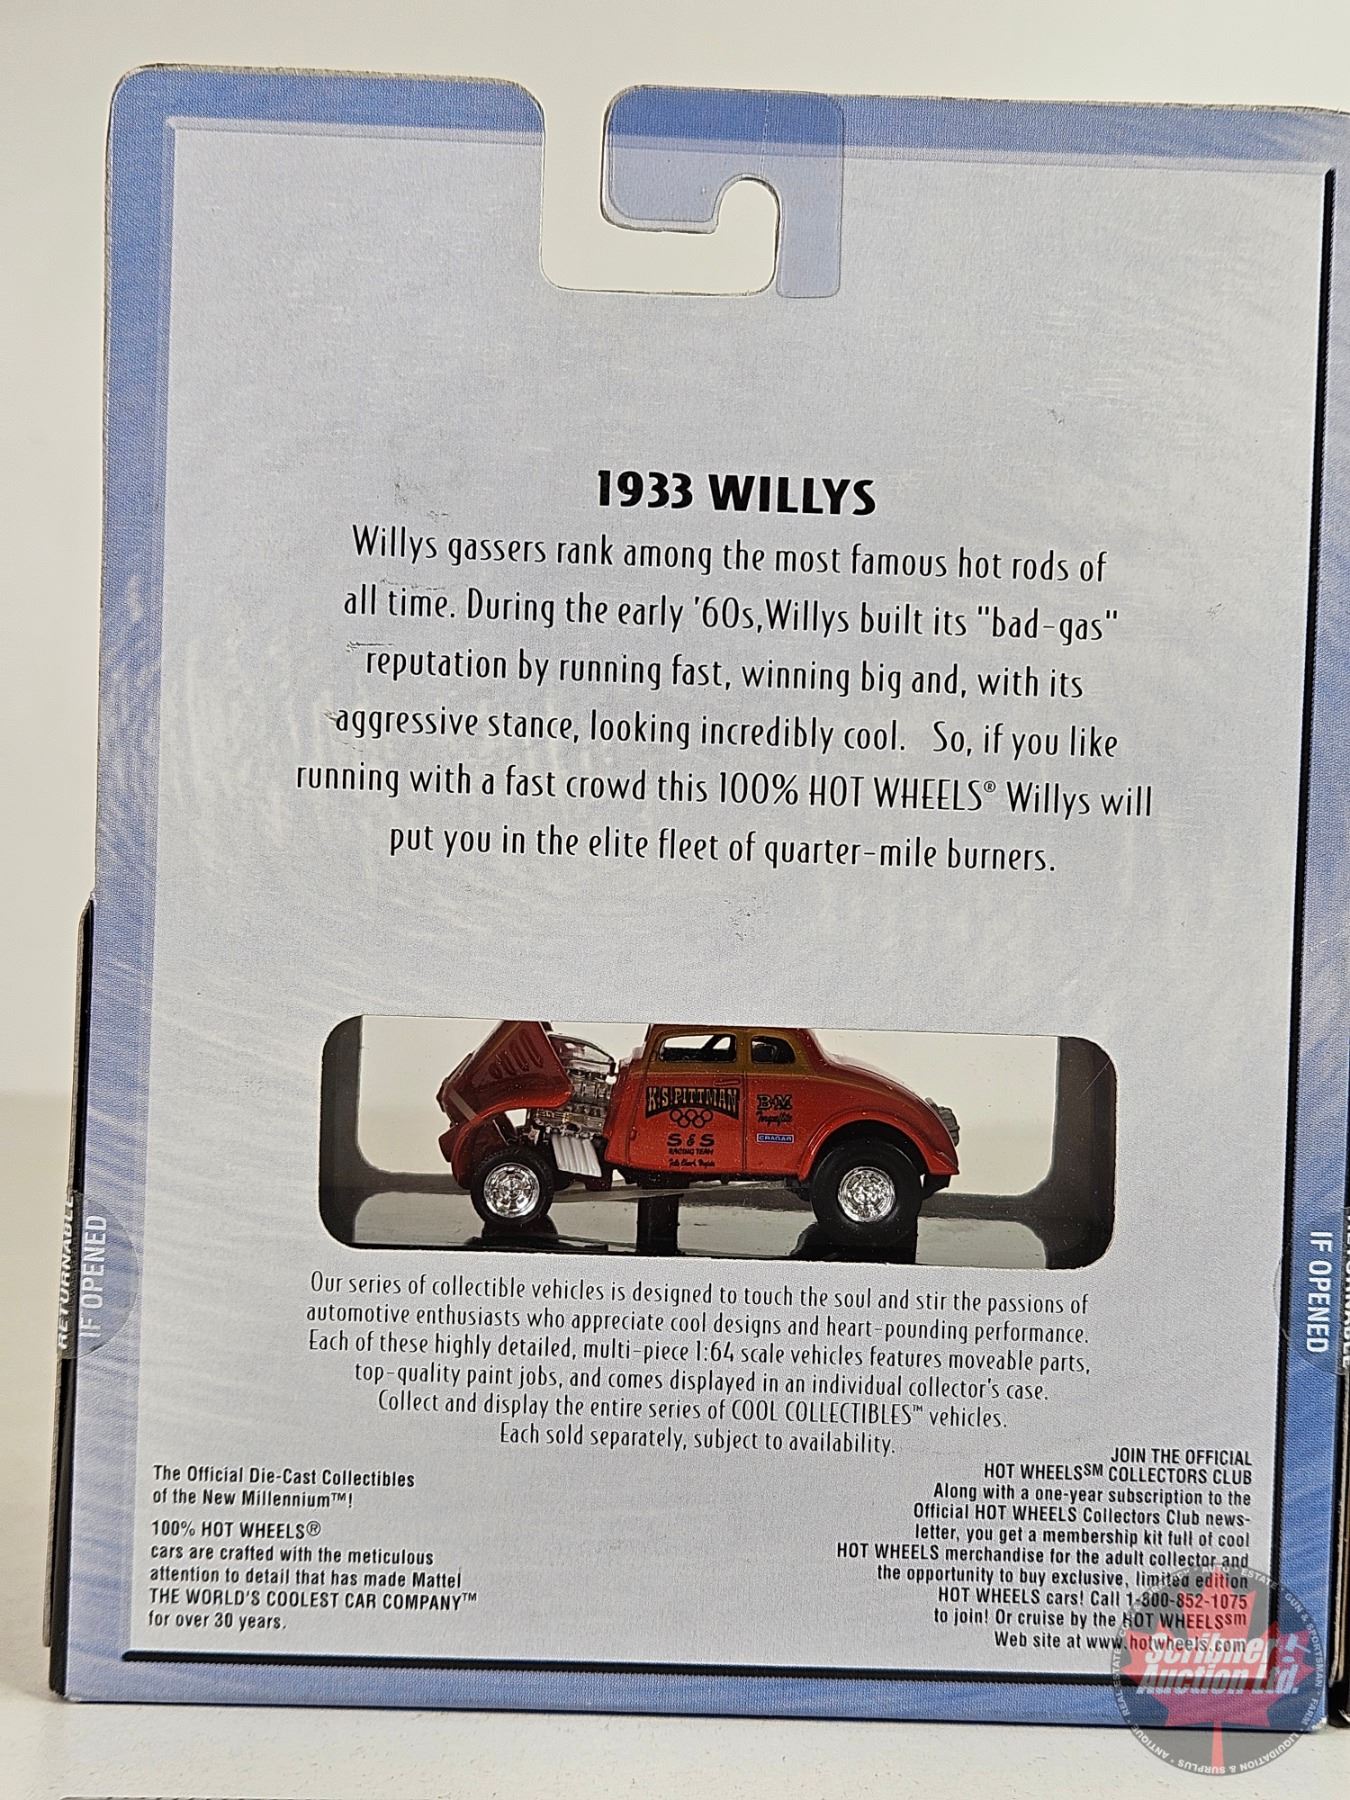 1933 WILLYS
Willys gassers rank among the most famous hot rods of
all time. During the early '60s,Willys built its "bad-gas"
reputation by running fast, winning big and, with its
aggressive stance, looking incredibly cool. So, if you like
running with a fast crowd this 100% HOT WHEELS® Willys will
put you in the elite fleet of quarter-mile burners.
K.S.PITTMAN
S & S
RACING TEAM
B&M
CRAGAR
RETURNABLE
IF OPENED
IF OPENED
Our series of collectible vehicles is designed to touch the soul and stir the passions of
automotive enthusiasts who appreciate cool designs and heart-pounding performance.
Each of these highly detailed, multi-piece 1:64 scale vehicles features moveable parts,
top-quality paint jobs, and comes displayed in an individual collector's case.
Collect and display the entire series of COOL COLLECTIBLES™ vehicles.
Each sold separately, subject to availability.
The Official Die-Cast Collectibles
of the New Millennium™!
100% HOT WHEELS®
cars are crafted with the meticulous
attention to detail that has made Mattel
THE WORLD'S COOLEST CAR COMPANY™
for over 30 years.
JOIN THE OFFICIAL
HOT WHEELSSM COLLECTORS CLUB
Along with a one-year subscription to the
Official HOT WHEELS Collectors Club news-
letter, you get a membership kit full of cool
HOT WHEELS merchandise for the adult collector and
the opportunity to buy exclusive, limited edition
HOT WHEELS cars! Call 1-800-852-1075
to join! Or cruise by the HOT WHEELSsm
Web site at www.hotwheels.com
Scribner
Auction Ltd.